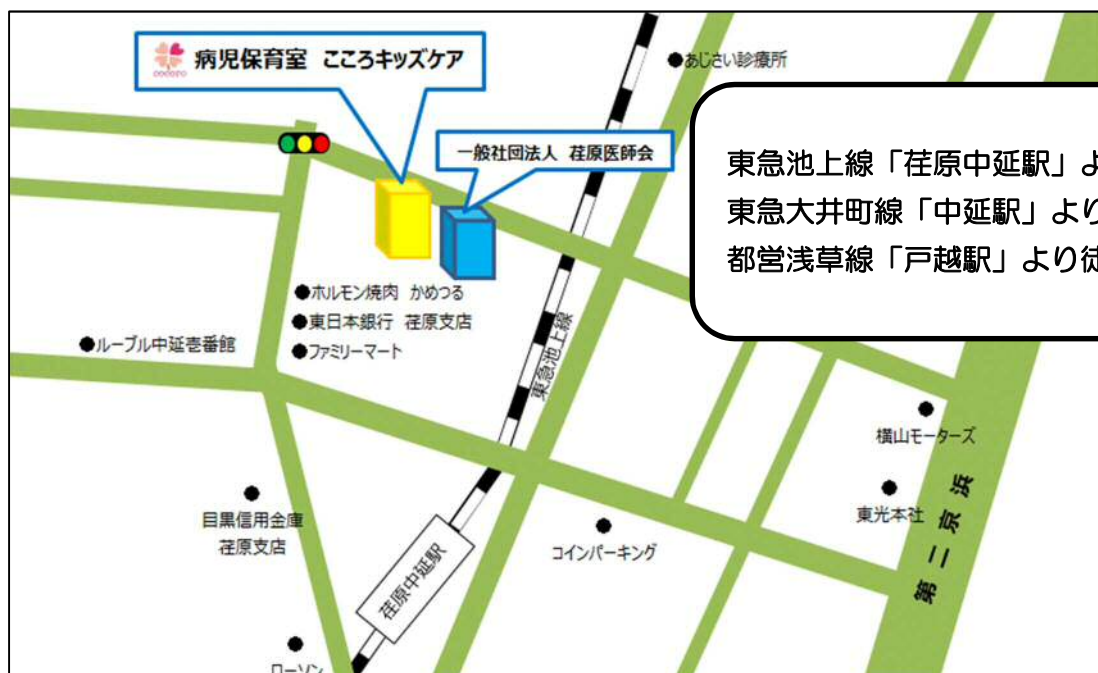 病児保育室 こころキッズケア
cocoro
一般社団法人 荏原医師会
●あじさい診療所
東急池上線「荏原中延駅」よ
東急大井町線「中延駅」より
都営浅草線「戸越駅」より徒
●ホルモン焼肉 かめつる
●東日本銀行 荏原支店
●ファミリーマート
●ルーブル中延壱番館
東急池上線
横山モーターズ
東光本社
第二京浜
目黒信用金庫
荏原支店
コインパーキング
荏原中延駅
ローソン